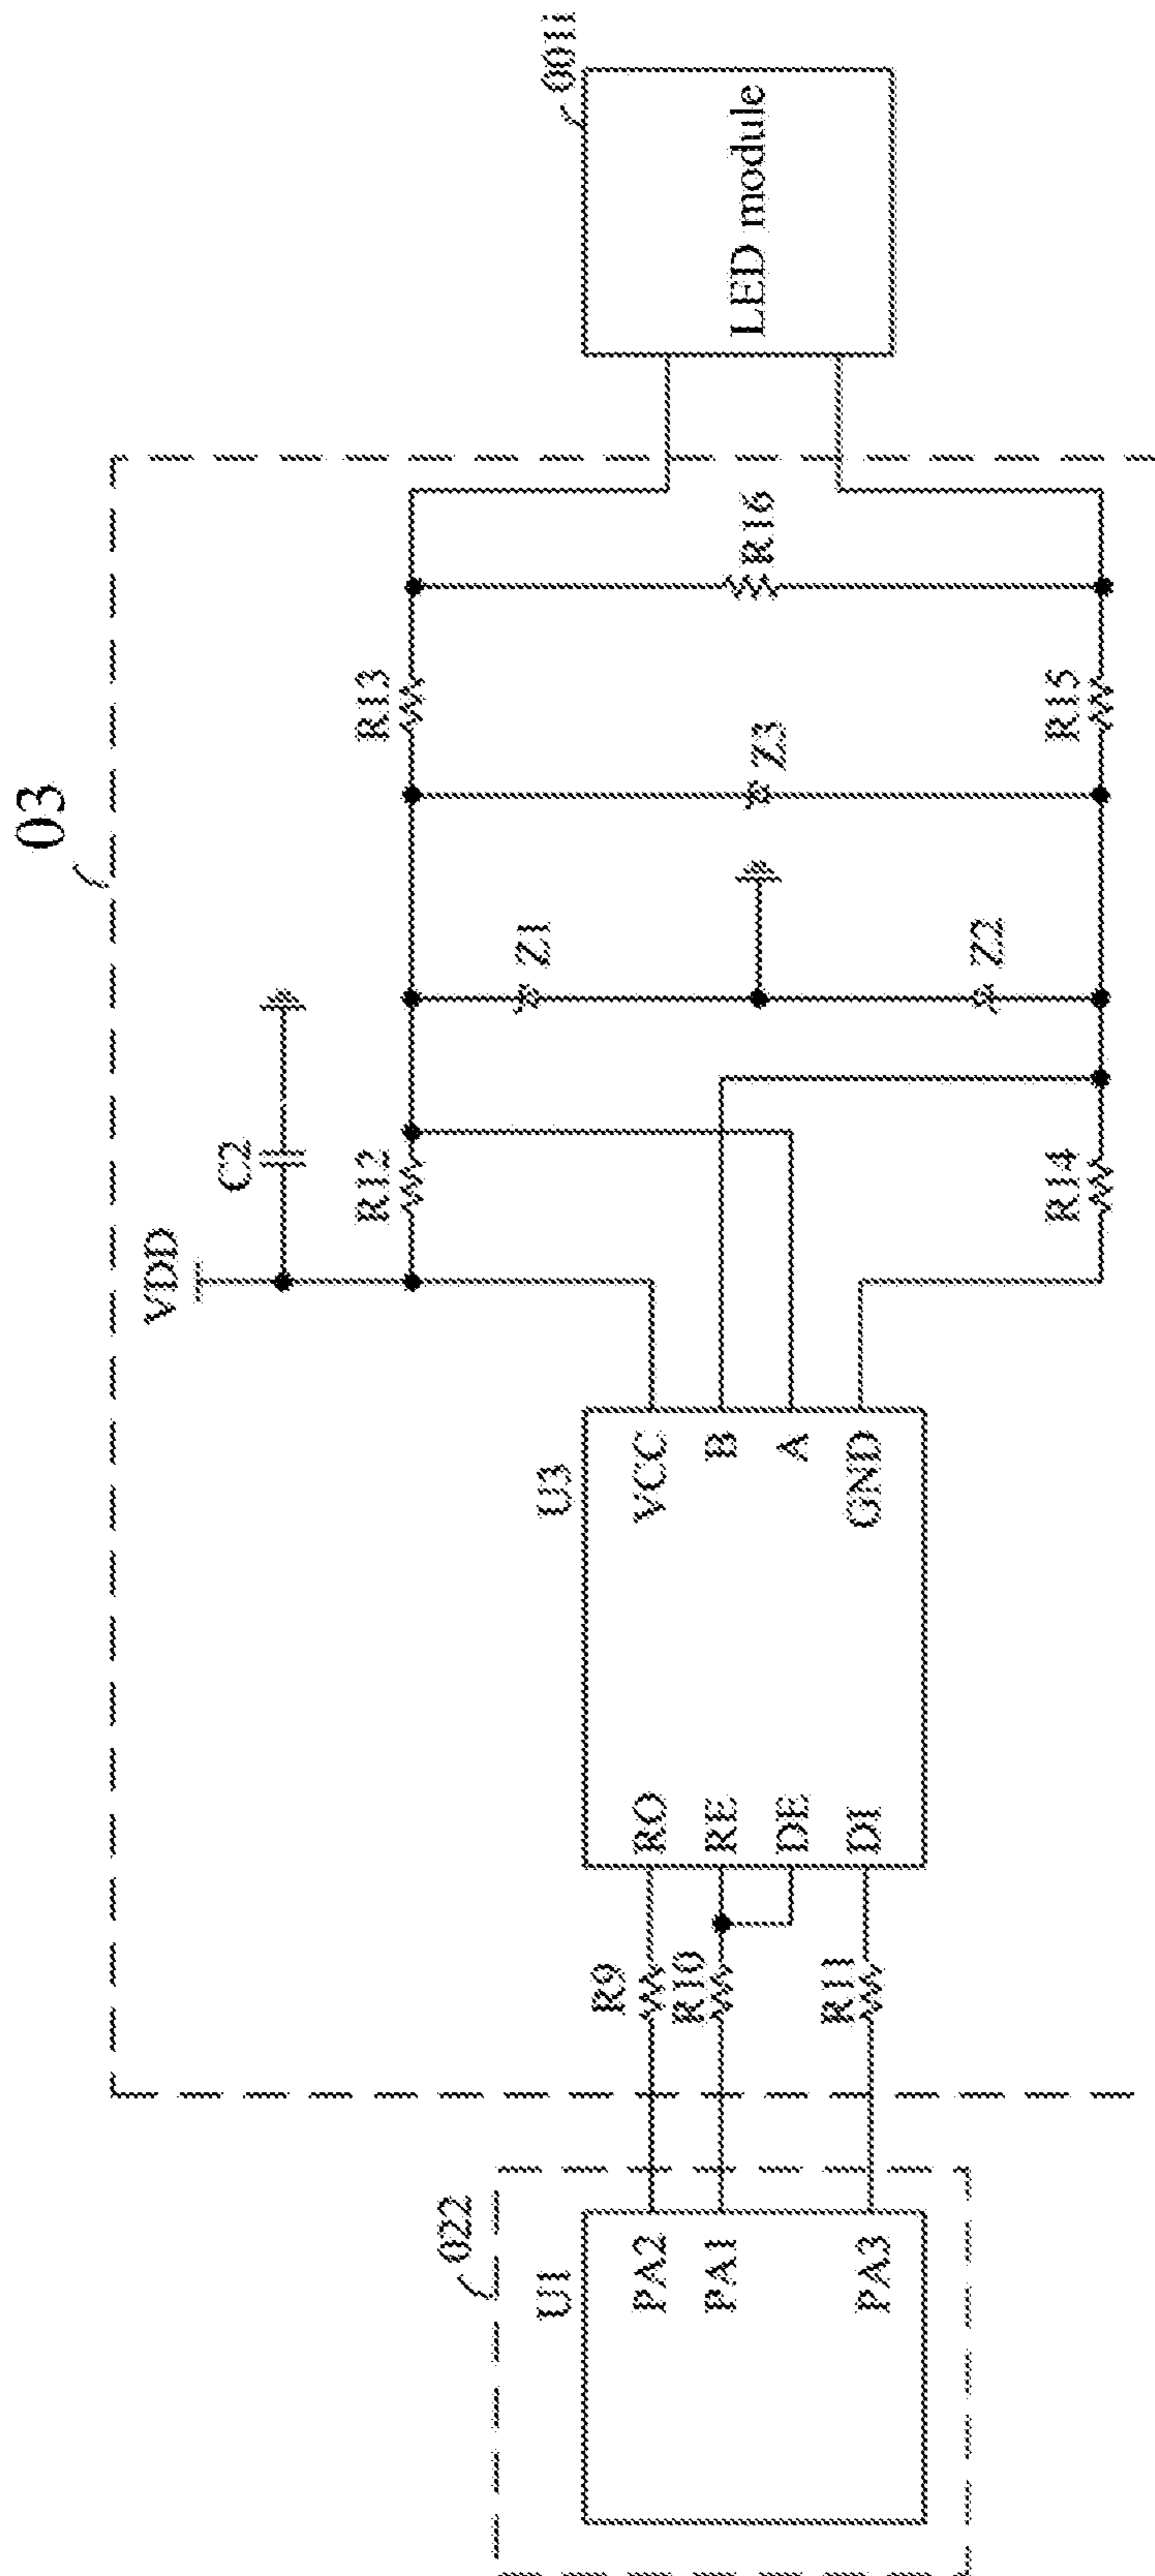 03
022
U1
PA2
PA1
PA3
R9
R10
R11
U3
RO
RE
DE
DI
VCC
B
A
GND
VDD
C2
R12
R13
R14
R15
Z1
Z2
Z3
R16
001i
LED module